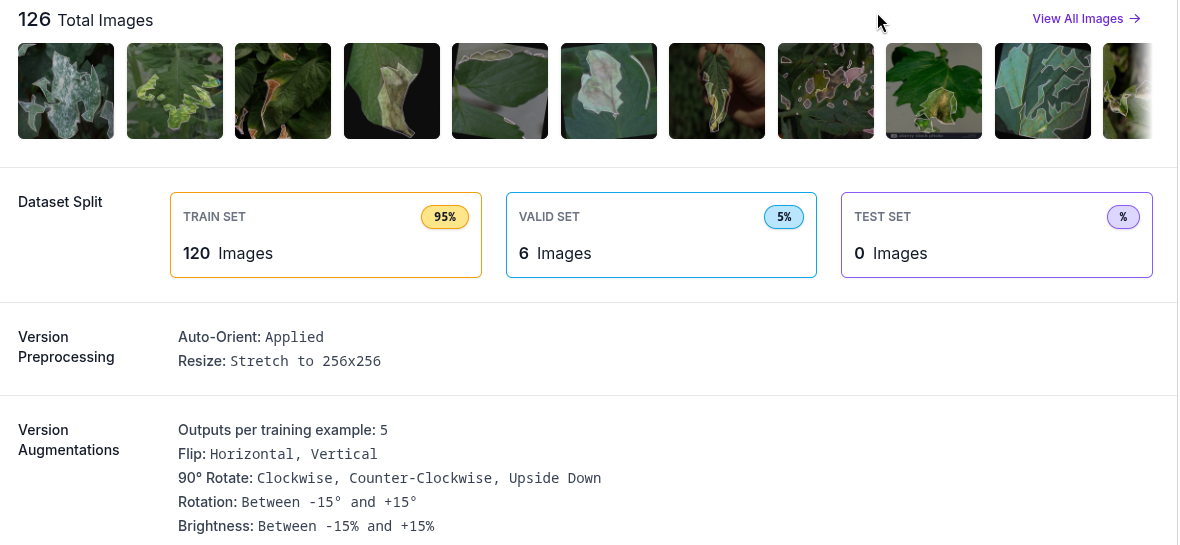 126 Total Images
View All Images →
Dataset Split
TRAIN SET
95%
120 Images
VALID SET
5%
6 Images
TEST SET
%
0 Images
Version Preprocessing
Auto-Orient: Applied
Resize: Stretch to 256x256
Version Augmentations
Outputs per training example: 5
Flip: Horizontal, Vertical
90° Rotate: Clockwise, Counter-Clockwise, Upside Down
Rotation: Between -15° and +15°
Brightness: Between -15% and +15%